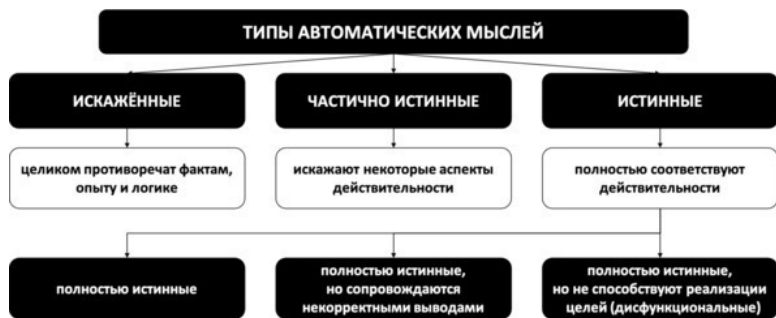 ТИПЫ АВТОМАТИЧЕСКИХ МЫСЛЕЙ
ИСКАЖЁННЫЕ
ЧАСТИЧНО ИСТИННЫЕ
ИСТИННЫЕ
целиком противоречат фактам,
опыту и логике
искажают некоторые аспекты
действительности
полностью соответствуют
действительности
полностью истинные
полностью истинные,
но сопровождаются
некорректными выводами
полностью истинные,
но не способствуют реализации
целей (дисфункциональные)